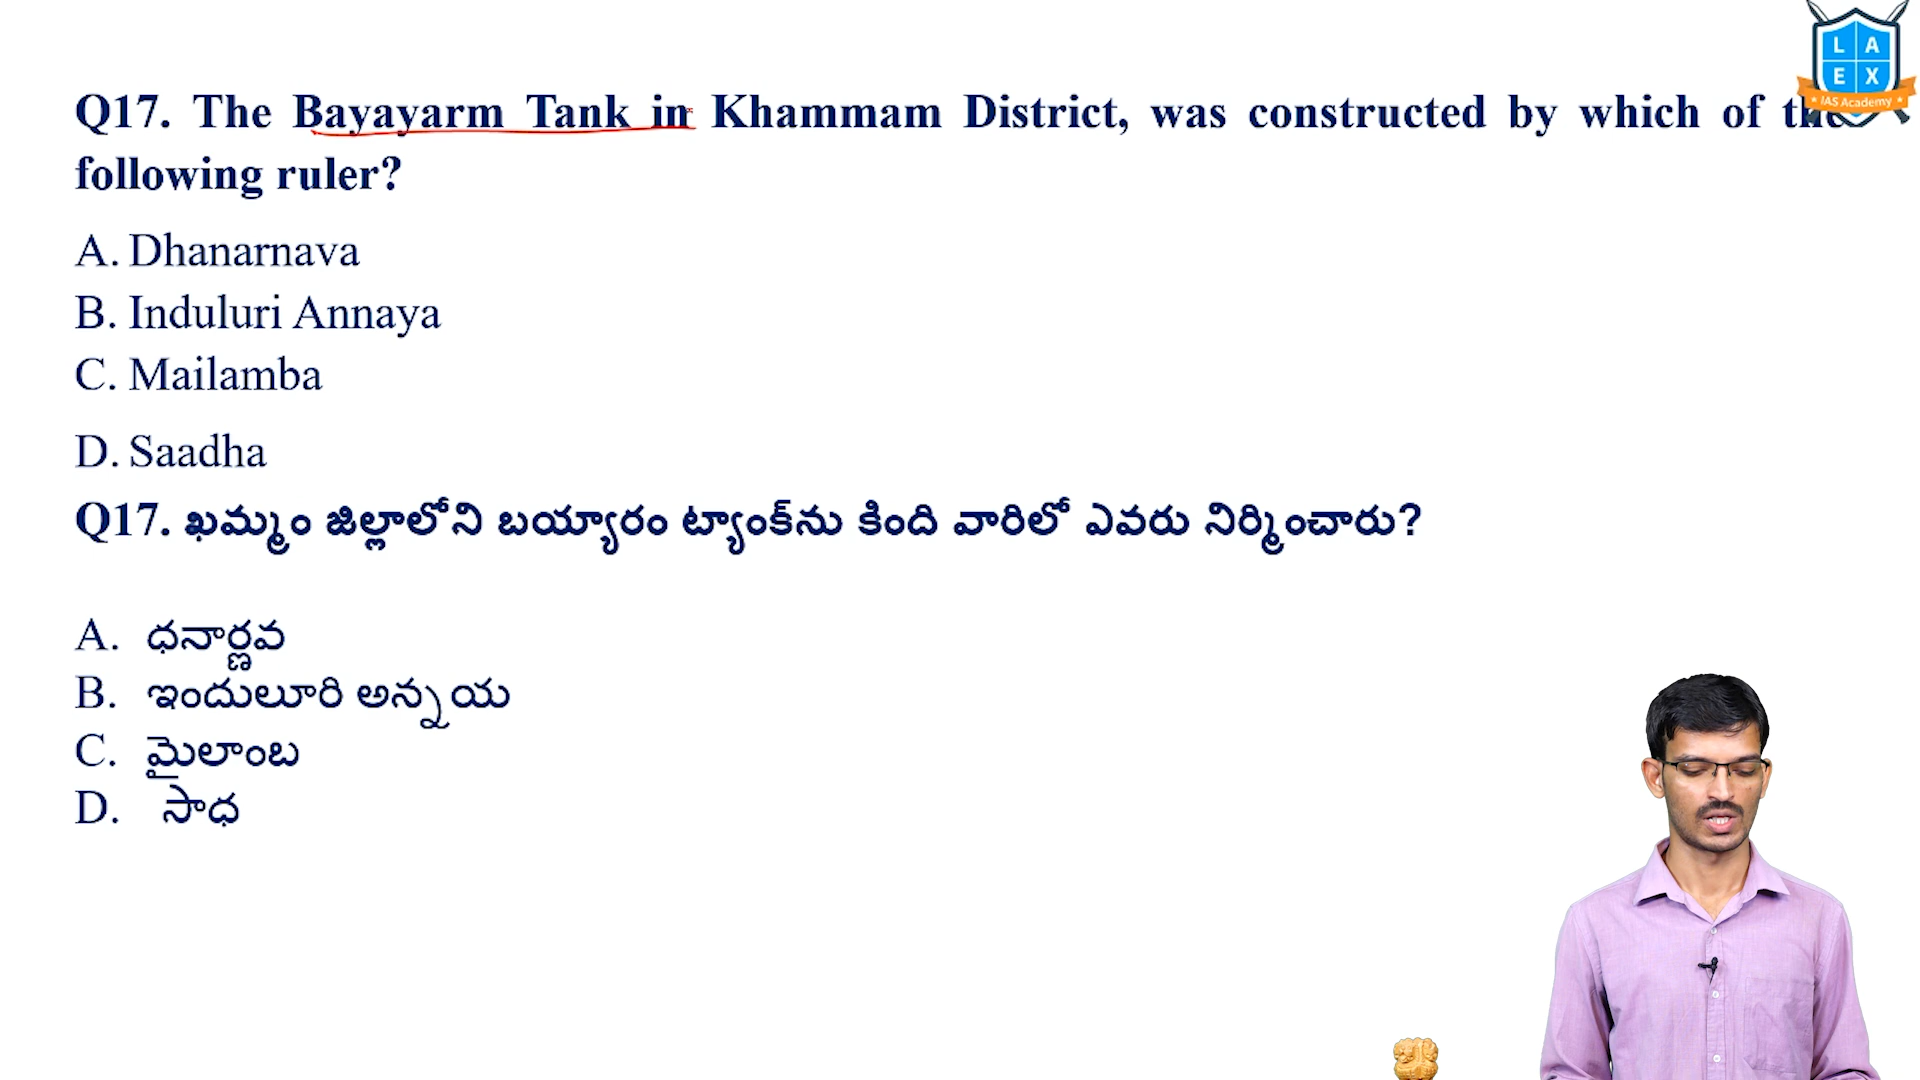 L A
E X
IAS Academy
Q17. The Bayayarm Tank in Khammam District, was constructed by which of the
following ruler?
A. Dhanarnava
B. Induluri Annaya
C. Mailamba
D. Saadha
Q17. ఖమ్మం జిల్లాలోని బయ్యారం ట్యాంక్‌ను కింది వారిలో ఎవరు నిర్మించారు?
A. ధనార్ణవ
B. ఇందులూరి అన్నయ
C. మైలాంబ
D. సాధ